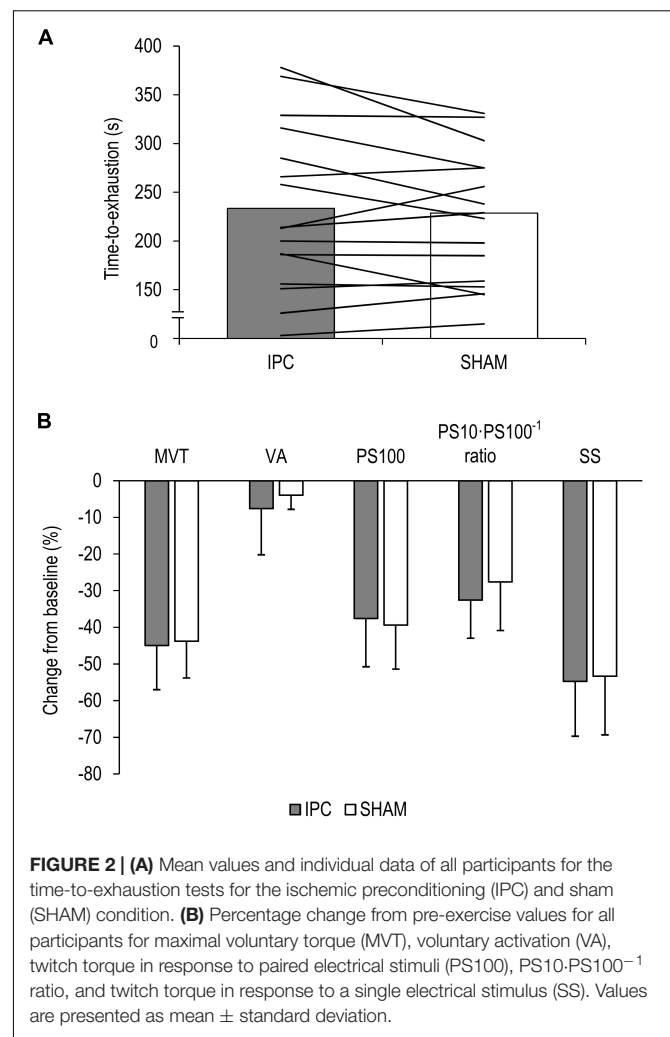 A
400
350
300
250
200
150
0
Time-to-exhaustion (s)
IPC SHAM
B
PS10·PS100⁻¹
MVT VA PS100 ratio SS
0
-10
-20
-30
-40
-50
-60
-70
-80
Change from baseline (%)
IPC SHAM
FIGURE 2 | (A) Mean values and individual data of all participants for the
time-to-exhaustion tests for the ischemic preconditioning (IPC) and sham
(SHAM) condition. (B) Percentage change from pre-exercise values for all
participants for maximal voluntary torque (MVT), voluntary activation (VA),
twitch torque in response to paired electrical stimuli (PS100), PS10·PS100⁻¹
ratio, and twitch torque in response to a single electrical stimulus (SS). Values
are presented as mean ± standard deviation.